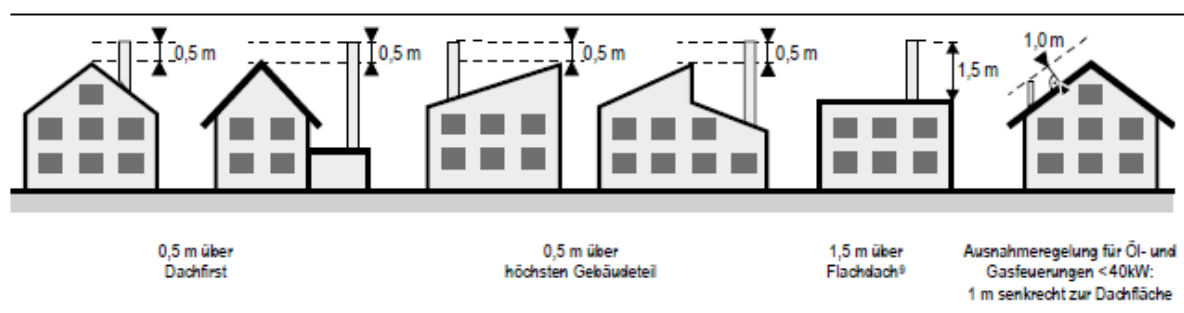 0,5 m
0,5 m
0,5 m
0,5 m
1,5 m
1,0 m
0,5 m über
Dachfirst
0,5 m über
höchsten Gebäudeteil
1,5 m über
Flachdach⁹
Ausnahmeregelung für Öl- und
Gasfeuerungen <40kW:
1 m senkrecht zur Dachfläche